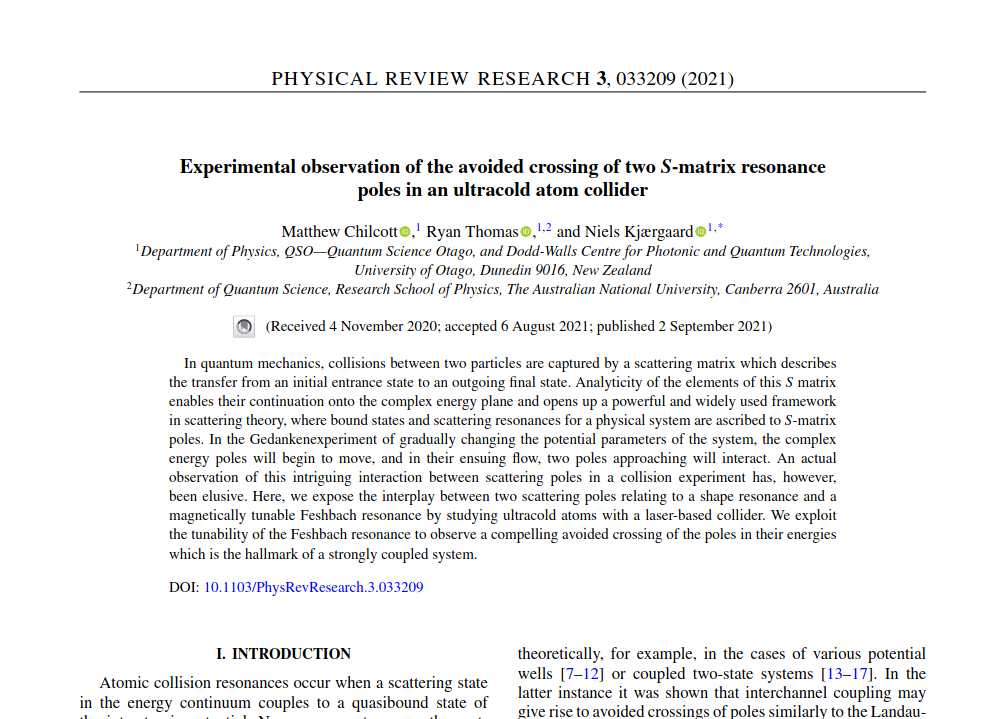 PHYSICAL REVIEW RESEARCH 3, 033209 (2021)
Experimental observation of the avoided crossing of two S-matrix resonance
poles in an ultracold atom collider
Matthew Chilcott,1 Ryan Thomas,1,2 and Niels Kjærgaard1,*
1Department of Physics, QSO—Quantum Science Otago, and Dodd-Walls Centre for Photonic and Quantum Technologies,
University of Otago, Dunedin 9016, New Zealand
2Department of Quantum Science, Research School of Physics, The Australian National University, Canberra 2601, Australia
(Received 4 November 2020; accepted 6 August 2021; published 2 September 2021)
In quantum mechanics, collisions between two particles are captured by a scattering matrix which describes
the transfer from an initial entrance state to an outgoing final state. Analyticity of the elements of this S matrix
enables their continuation onto the complex energy plane and opens up a powerful and widely used framework
in scattering theory, where bound states and scattering resonances for a physical system are ascribed to S-matrix
poles. In the Gedankenexperiment of gradually changing the potential parameters of the system, the complex
energy poles will begin to move, and in their ensuing flow, two poles approaching will interact. An actual
observation of this intriguing interaction between scattering poles in a collision experiment has, however,
been elusive. Here, we expose the interplay between two scattering poles relating to a shape resonance and a
magnetically tunable Feshbach resonance by studying ultracold atoms with a laser-based collider. We exploit
the tunability of the Feshbach resonance to observe a compelling avoided crossing of the poles in their energies
which is the hallmark of a strongly coupled system.
DOI: 10.1103/PhysRevResearch.3.033209
I. INTRODUCTION
Atomic collision resonances occur when a scattering state
in the energy continuum couples to a quasibound state of
theoretically, for example, in the cases of various potential
wells [7–12] or coupled two-state systems [13–17]. In the
latter instance it was shown that interchannel coupling may
give rise to avoided crossings of poles similarly to the Landau-